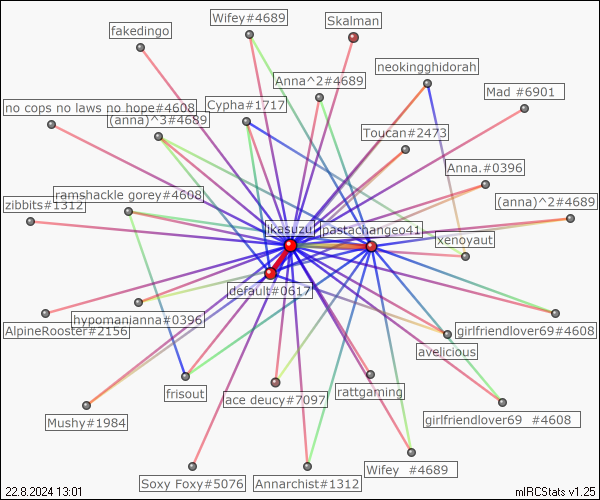 Wifey#4689
Skalman
fakedingo
neokingghidorah
Anna^2#4689
Mad #6901
no cops no laws no hope#4608
Cypha#1717
(anna)^3#4689
Toucan#2473
Anna.#0396
ramshackle gorey#4608
zibbits#1312
(anna)^2#4689
ikesuzu
pastachangeo41
xenoyaut
default#0617
hypomanianna#0396
AlpineRooster#2156
girlfriendlover69#4608
avelicious
frisout
ace deucy#7097
rattgaming
Mushy#1984
girlfriendlover69 #4608
Wifey #4689
Soxy Foxy#5076
Annarchist#1312
22.8.2024 13:01
mIRCStats v1.25